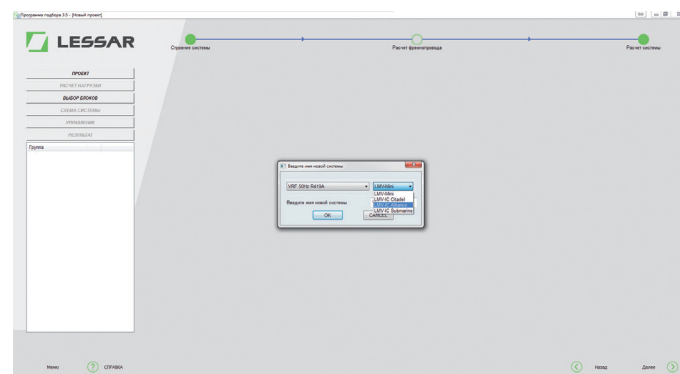 Программа подбора 3.0 - [Новый проект]
LESSAR
Строение системы
Расчет фреонопровода
Расчет системы
ПРОЕКТ
РАСЧЕТ НАГРУЗКИ
ВЫБОР БЛОКОВ
СХЕМА СИСТЕМЫ
УПРАВЛЕНИЕ
РЕЗУЛЬТАТ
Группа
Введите имя новой системы
VRF 50Hz R410A
LMV-Mini
LMV-Mini
LMV-IC Citadel
Введите имя новой системы
LMV-IC Submarine
OK
CANCEL
Меню
? СПРАВКА
Назад
Далее